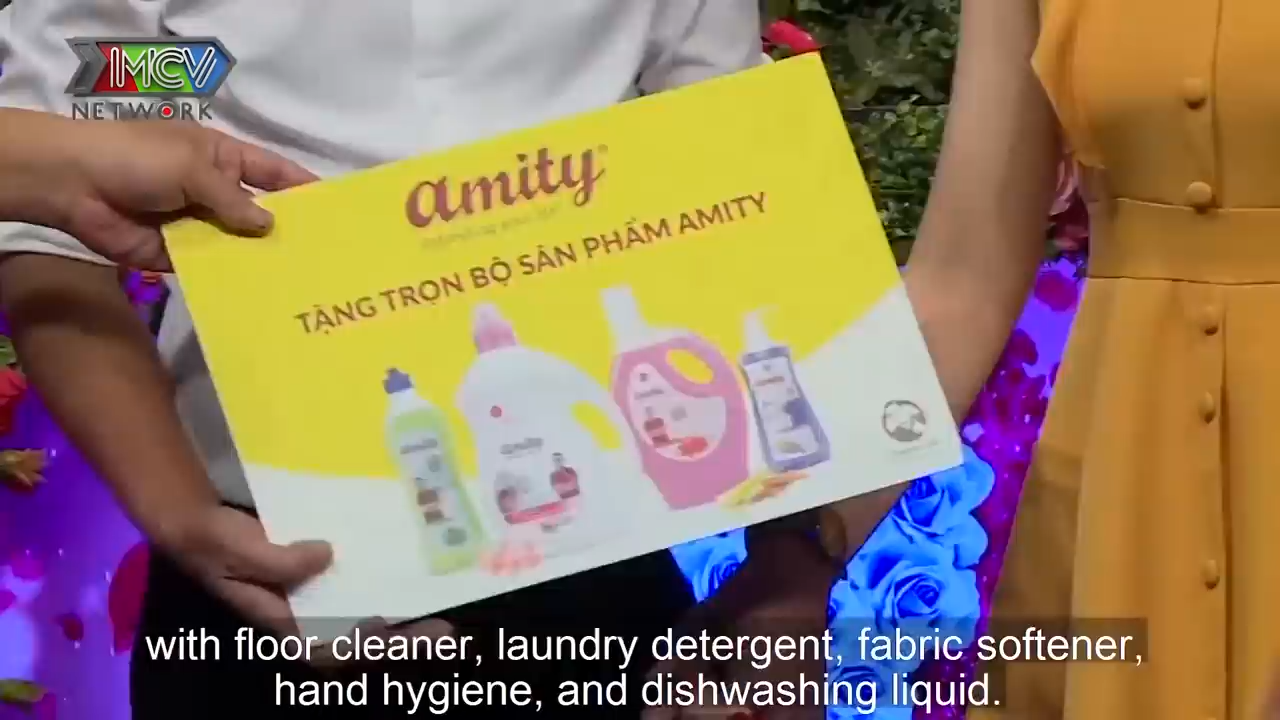 MCV
NETWORK
amity
TẶNG TRỌN BỘ SẢN PHẨM AMITY
with floor cleaner, laundry detergent, fabric softener,
hand hygiene, and dishwashing liquid.